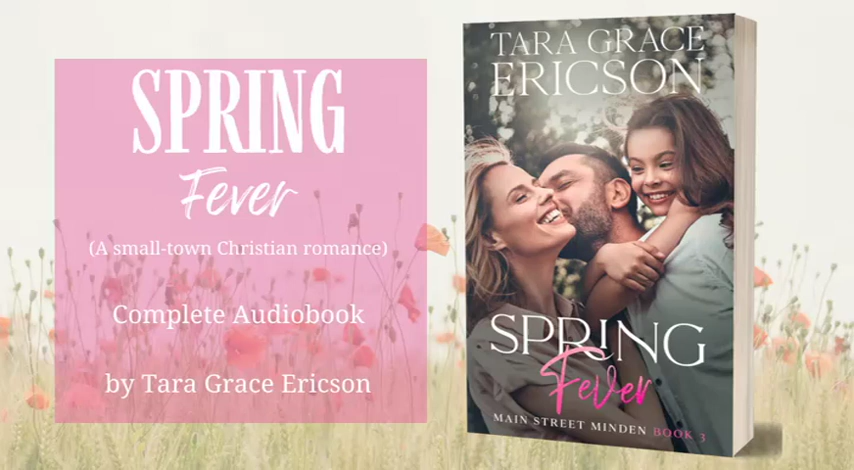 SPRING
Fever
(A small-town Christian romance)
Complete Audiobook
by Tara Grace Ericson
TARA GRACE
ERICSON
SPRING
Fever
MAIN STREET MINDEN BOOK 3